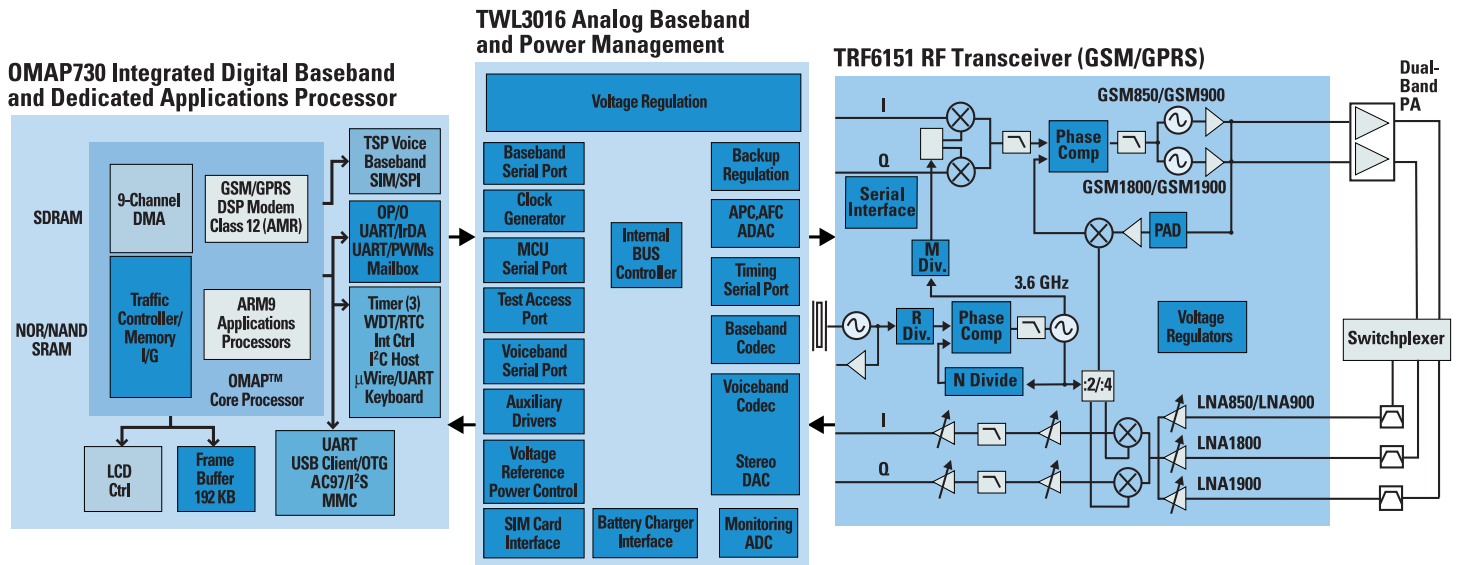 TWL3016 Analog Baseband
and Power Management
OMAP730 Integrated Digital Baseband
and Dedicated Applications Processor
TRF6151 RF Transceiver (GSM/GPRS)
Dual-
Band
PA
SDRAM
NOR/NAND
SRAM
9-Channel
DMA
GSM/GPRS
DSP Modem
Class 12 (AMR)
Traffic
Controller/
Memory
I/G
ARM9
Applications
Processors
OMAP™
Core Processor
TSP Voice
Baseband
SIM/SPI
OP/O
UART/IrDA
UART/PWMs
Mailbox
Timer (3)
WDT/RTC
Int Ctrl
I²C Host
µWire/UART
Keyboard
LCD
Ctrl
Frame
Buffer
192 KB
UART
USB Client/OTG
AC97/I²S
MMC
Voltage Regulation
Baseband
Serial Port
Clock
Generator
MCU
Serial Port
Test Access
Port
Voiceband
Serial Port
Auxiliary
Drivers
Voltage
Reference
Power Control
SIM Card
Interface
Internal
BUS
Controller
Battery Charger
Interface
Backup
Regulation
APC,AFC
ADAC
Timing
Serial Port
Baseband
Codec
Voiceband
Codec
Stereo
DAC
Monitoring
ADC
I
Q
Serial
Interface
Phase
Comp
GSM850/GSM900
GSM1800/GSM1900
PAD
M
Div.
3.6 GHz
R
Div.
Phase
Comp
N Divide
:2/:4
Voltage
Regulators
Switchplexer
I
Q
LNA850/LNA900
LNA1800
LNA1900